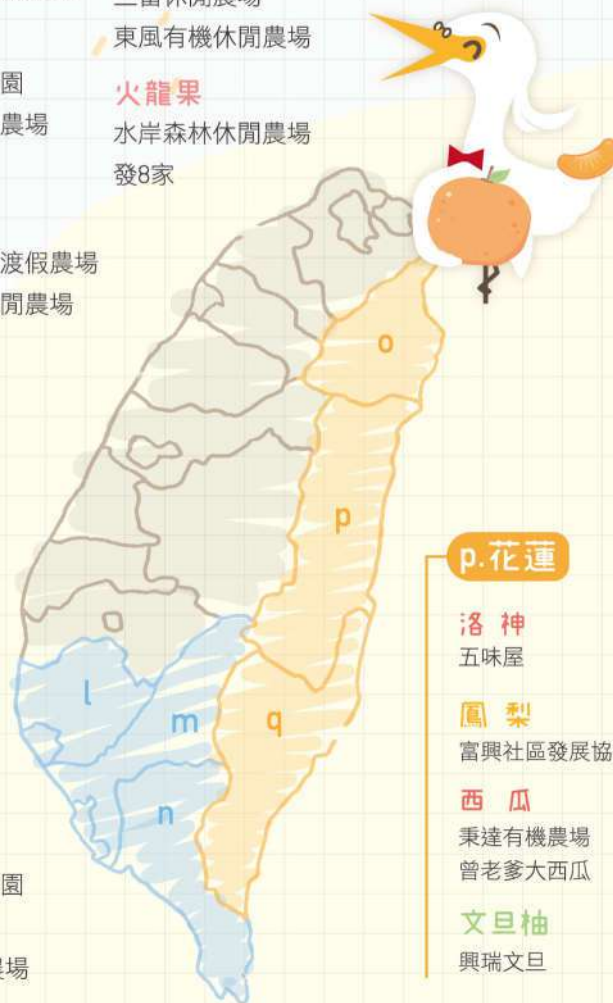 東風有機休閒農場
園
火龍果
農場
水岸森林休閒農場
發8家
渡假農場
閒農場
o
p
l
m
q
n
p.花蓮
洛神
五味屋
鳳梨
富興社區發展協
西瓜
秉達有機農場
曾老爹大西瓜
文旦柚
興瑞文旦
園
農場